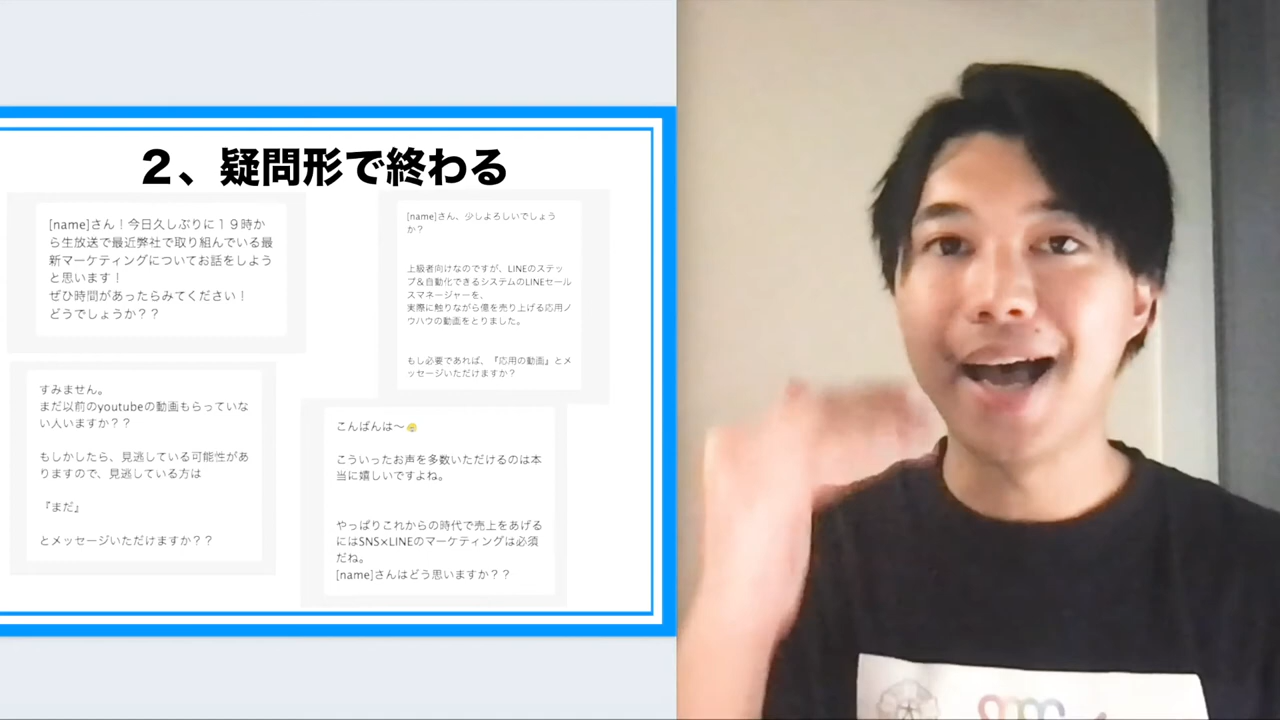 ２、疑問形で終わる
[name]さん！今日久しぶりに１９時か
ら生放送で最近弊社で取り組んでいる最
新マーケティングについてお話をしよう
と思います！
ぜひ時間があったらみてください！
どうでしょうか？？
[name]さん、少しよろしいでしょう
か？
上級者向けなのですが、LINEのステッ
プ＆自動化できるシステムのLINEセール
スマネージャーを、
実際に触りながら億を売り上げる応用ノ
ウハウの動画をとりました。
もし必要であれば、『応用の動画』とメ
ッセージいただけますか？
すみません。
まだ以前のyoutubeの動画もらっていな
い人いますか？？
もしかしたら、見逃している可能性があ
りますので、見逃している方は
『まだ』
とメッセージいただけますか？？
こんばんは〜
こういったお声を多数いただけるのは本
当に嬉しいですよね。
やっぱりこれからの時代で売上をあげる
にはSNS×LINEのマーケティングは必須
だね。
[name]さんはどう思いますか？？